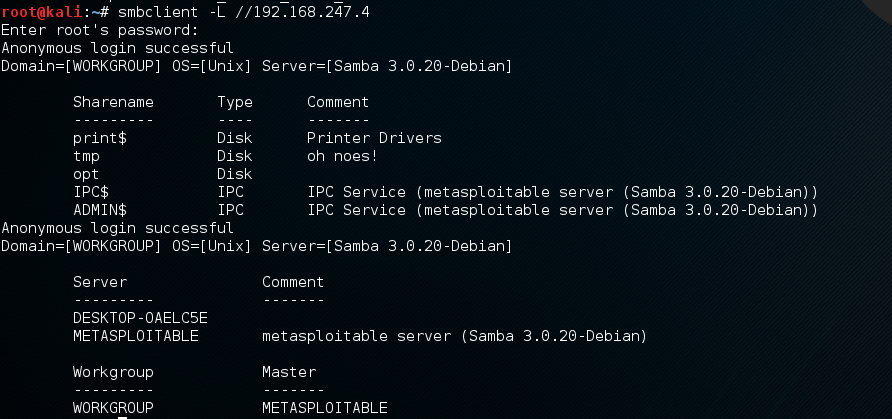 root@kali:~# smbclient -L //192.168.247.4
Enter root's password:
Anonymous login successful
Domain=[WORKGROUP] OS=[Unix] Server=[Samba 3.0.20-Debian]

        Sharename       Type      Comment
        ---------       ----      -------
        print$          Disk      Printer Drivers
        tmp             Disk      oh noes!
        opt             Disk
        IPC$            IPC       IPC Service (metasploitable server (Samba 3.0.20-Debian))
        ADMIN$          IPC       IPC Service (metasploitable server (Samba 3.0.20-Debian))
Anonymous login successful
Domain=[WORKGROUP] OS=[Unix] Server=[Samba 3.0.20-Debian]

        Server               Comment
        ---------            -------
        DESKTOP-OAELC5E
        METASPLOITABLE       metasploitable server (Samba 3.0.20-Debian)

        Workgroup            Master
        ---------            -------
        WORKGROUP            METASPLOITABLE